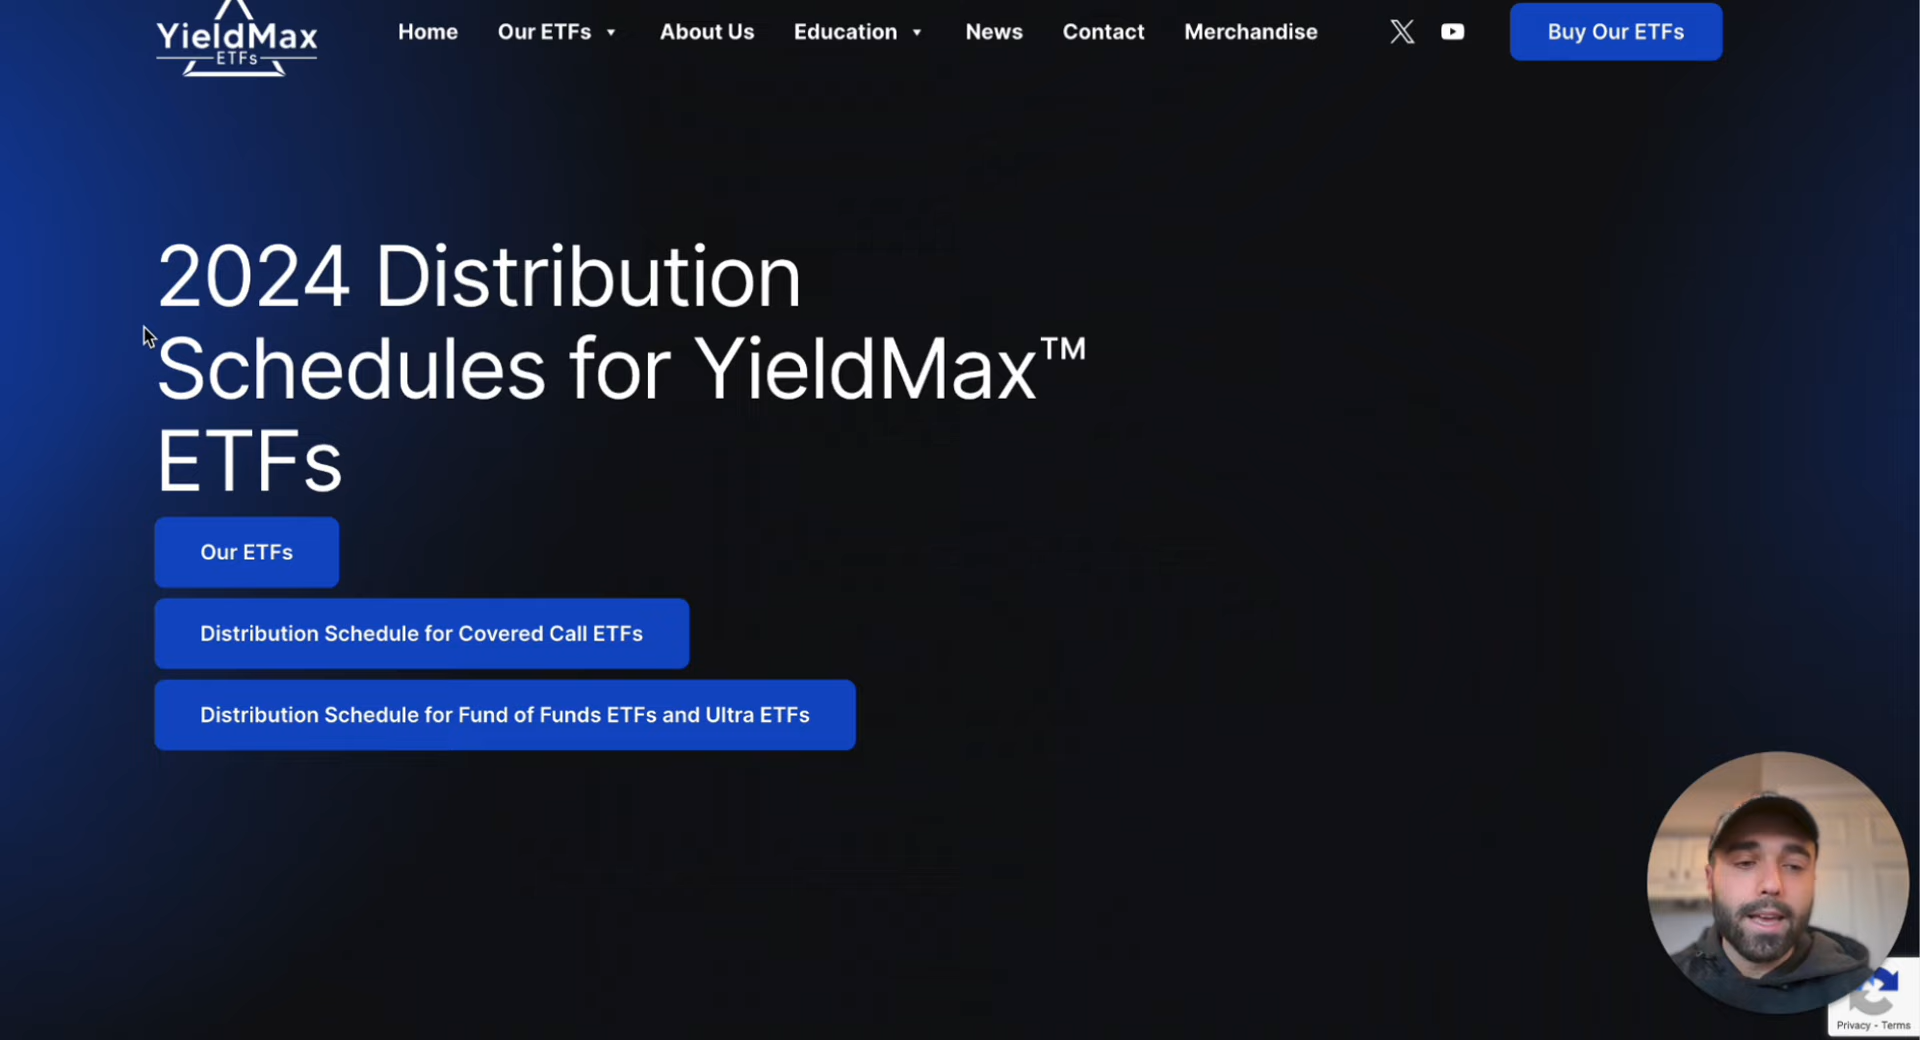 YieldMax
ETFs
Home
Our ETFs
About Us
Education
News
Contact
Merchandise
Buy Our ETFs
2024 Distribution
Schedules for YieldMax™
ETFs
Our ETFs
Distribution Schedule for Covered Call ETFs
Distribution Schedule for Fund of Funds ETFs and Ultra ETFs
Privacy - Terms